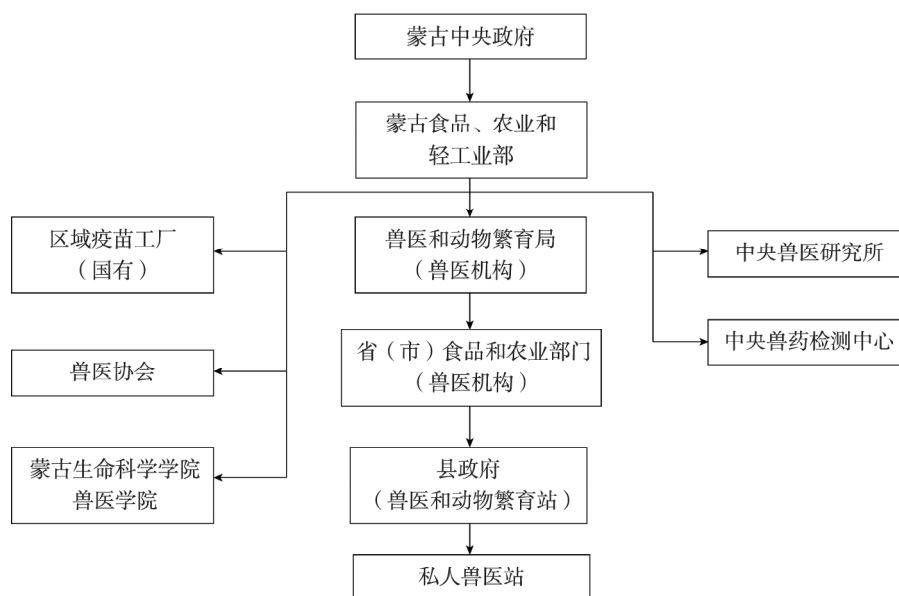 蒙古中央政府
蒙古食品、农业和
轻工业部
区域疫苗工厂
（国有）
兽医和动物繁育局
（兽医机构）
中央兽医研究所
省（市）食品和农业部门
（兽医机构）
中央兽药检测中心
兽医协会
蒙古生命科学学院
兽医学院
县政府
（兽医和动物繁育站）
私人兽医站